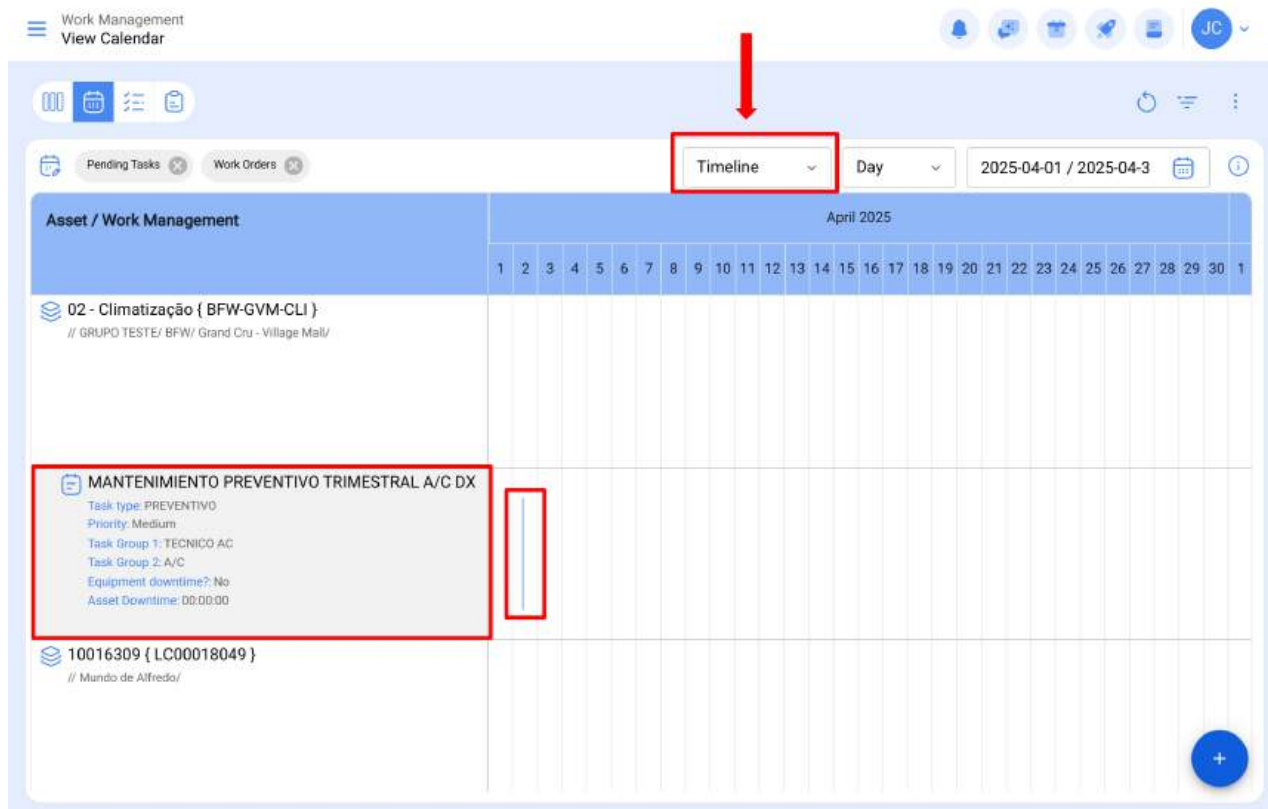 Work Management
View Calendar
JC
Pending Tasks
Work Orders
Timeline
Day
2025-04-01 / 2025-04-3
Asset / Work Management
April 2025
1 2 3 4 5 6 7 8 9 10 11 12 13 14 15 16 17 18 19 20 21 22 23 24 25 26 27 28 29 30 1
02 - Climatização { BFW-GVM-CLI }
// GRUPO TESTE/ BFW/ Grand Cru - Village Mall/
MANTENIMIENTO PREVENTIVO TRIMESTRAL A/C DX
Task type: PREVENTIVO
Priority: Medium
Task Group 1: TECNICO AC
Task Group 2: A/C
Equipment downtime?: No
Asset Downtime: 00:00:00
10016309 { LC00018049 }
// Mundo de Alfredo/